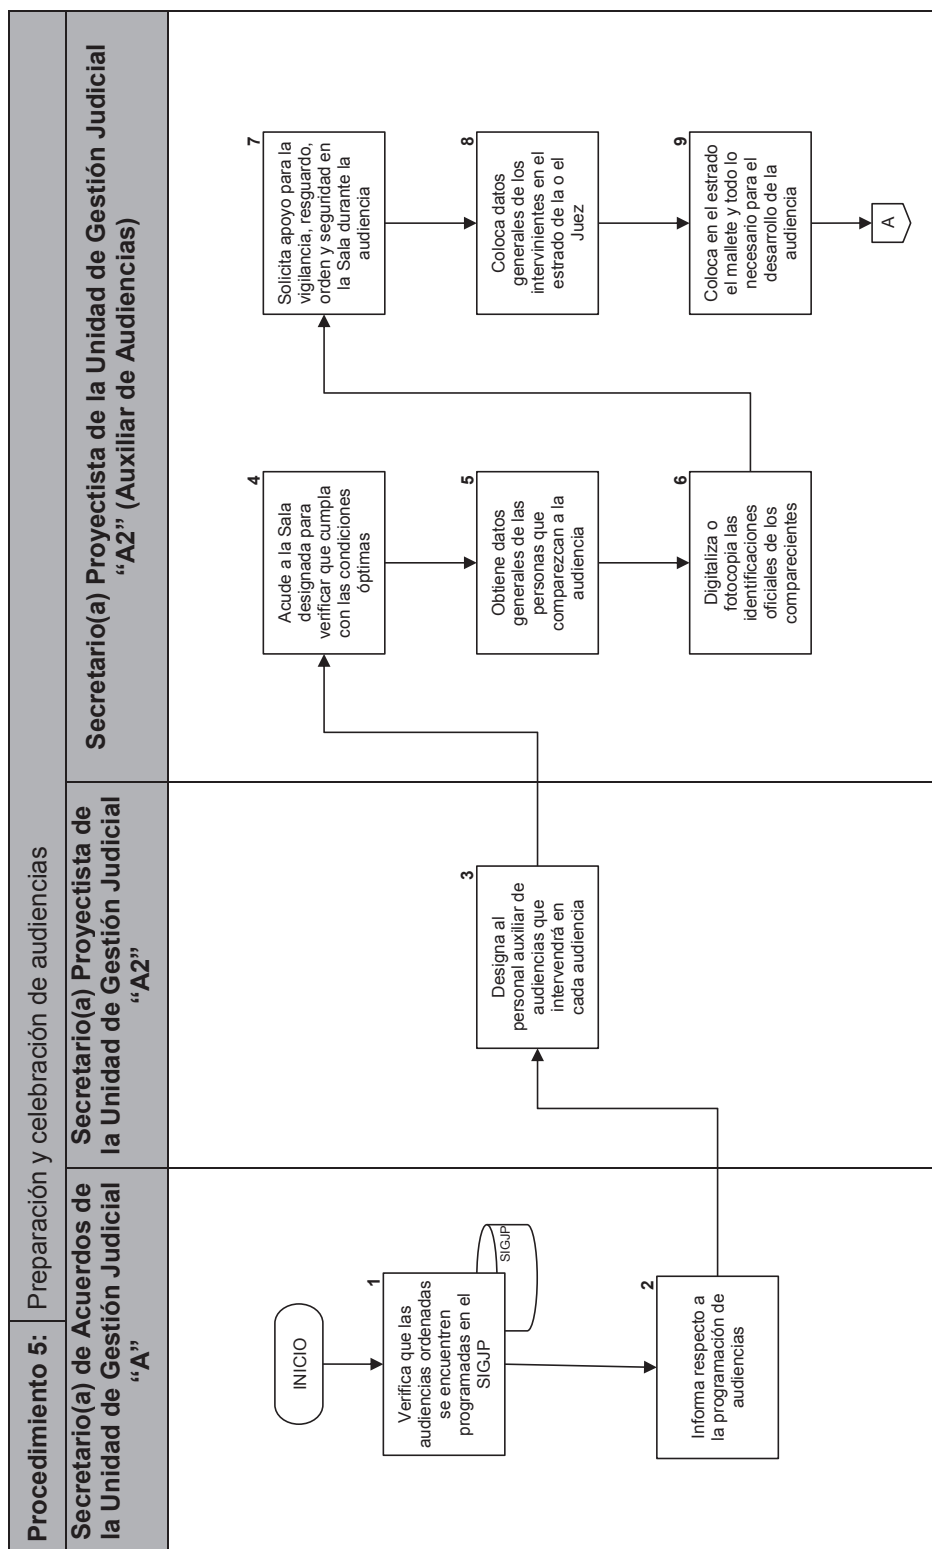 Procedimiento 5:
Preparación y celebración de audiencias
Secretario(a) de Acuerdos de
la Unidad de Gestión Judicial
“A”
Secretario(a) Proyectista de
la Unidad de Gestión Judicial
“A2”
Secretario(a) Proyectista de la Unidad de Gestión Judicial
“A2” (Auxiliar de Audiencias)
INICIO
1
Verifica que las
audiencias ordenadas
se encuentren
programadas en el
SIGJP
SIGJP
2
Informa respecto a
la programación de
audiencias
3
Designa al
personal auxiliar de
audiencias que
intervendrá en
cada audiencia
4
Acude a la Sala
designada para
verificar que cumpla
con las condiciones
óptimas
5
Obtiene datos
generales de las
personas que
comparezcan a la
audiencia
6
Digitaliza o
fotocopia las
identificaciones
oficiales de los
comparecientes
7
Solicita apoyo para la
vigilancia, resguardo,
orden y seguridad en
la Sala durante la
audiencia
8
Coloca datos
generales de los
intervinientes en el
estrado de la o el
Juez
9
Coloca en el estrado
el mallete y todo lo
necesario para el
desarrollo de la
audiencia
A